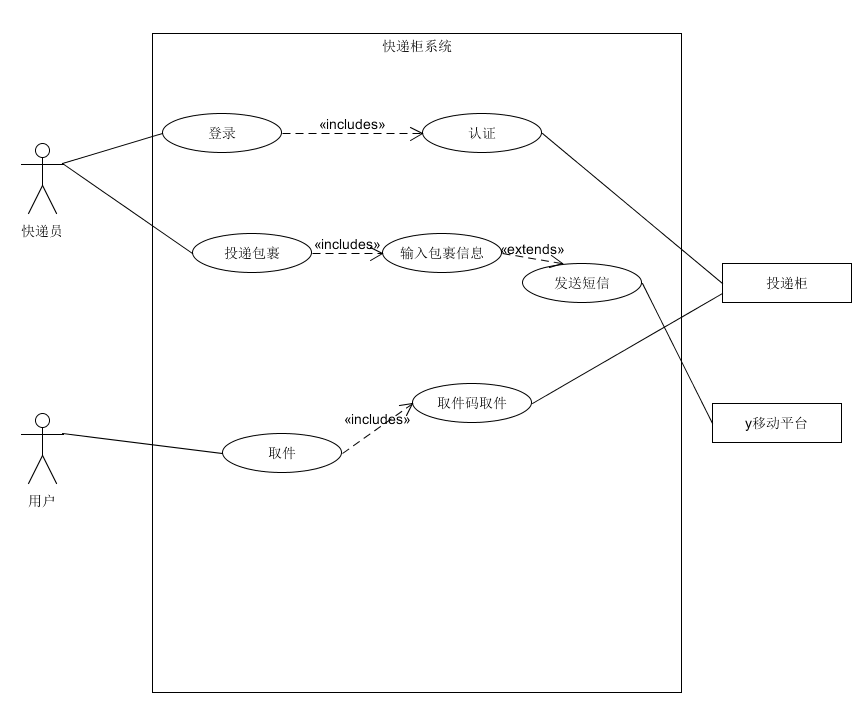 快递柜系统
登录
«includes»
认证
快递员
投递包裹
«includes»
输入包裹信息
«extends»
发送短信
投递柜
取件码取件
«includes»
y移动平台
取件
用户